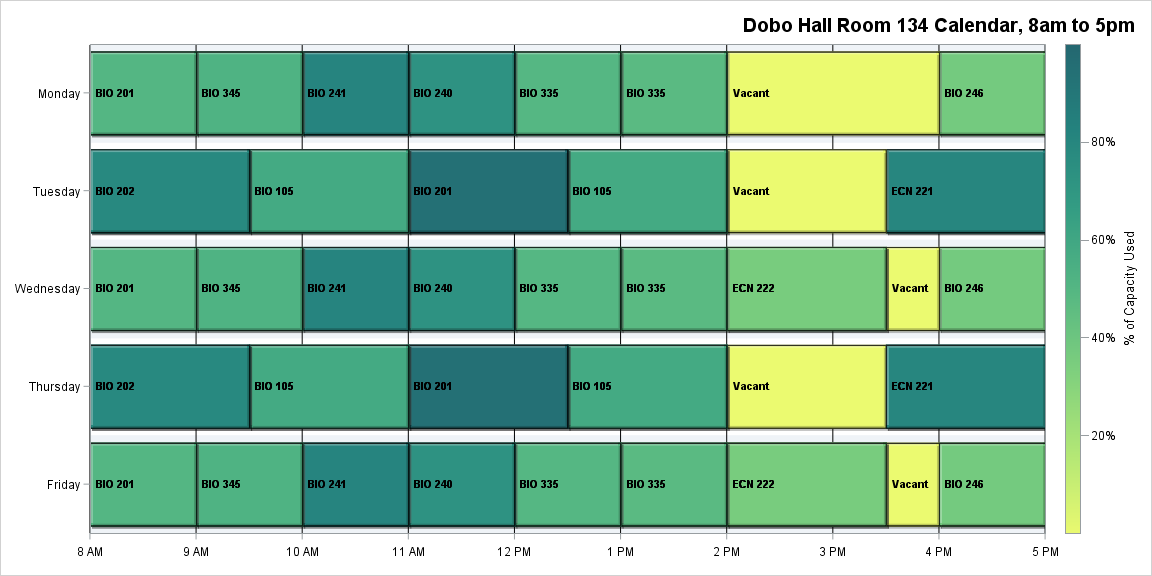 Dobo Hall Room 134 Calendar, 8am to 5pm
Monday BIO 201 BIO 345 BIO 241 BIO 240 BIO 335 BIO 335 Vacant BIO 246
80%
Tuesday BIO 202 BIO 105 BIO 201 BIO 105 Vacant ECN 221
60%
% of Capacity Used
Wednesday BIO 201 BIO 345 BIO 241 BIO 240 BIO 335 BIO 335 ECN 222 Vacant BIO 246
40%
Thursday BIO 202 BIO 105 BIO 201 BIO 105 Vacant ECN 221
20%
Friday BIO 201 BIO 345 BIO 241 BIO 240 BIO 335 BIO 335 ECN 222 Vacant BIO 246
8 AM 9 AM 10 AM 11 AM 12 PM 1 PM 2 PM 3 PM 4 PM 5 PM